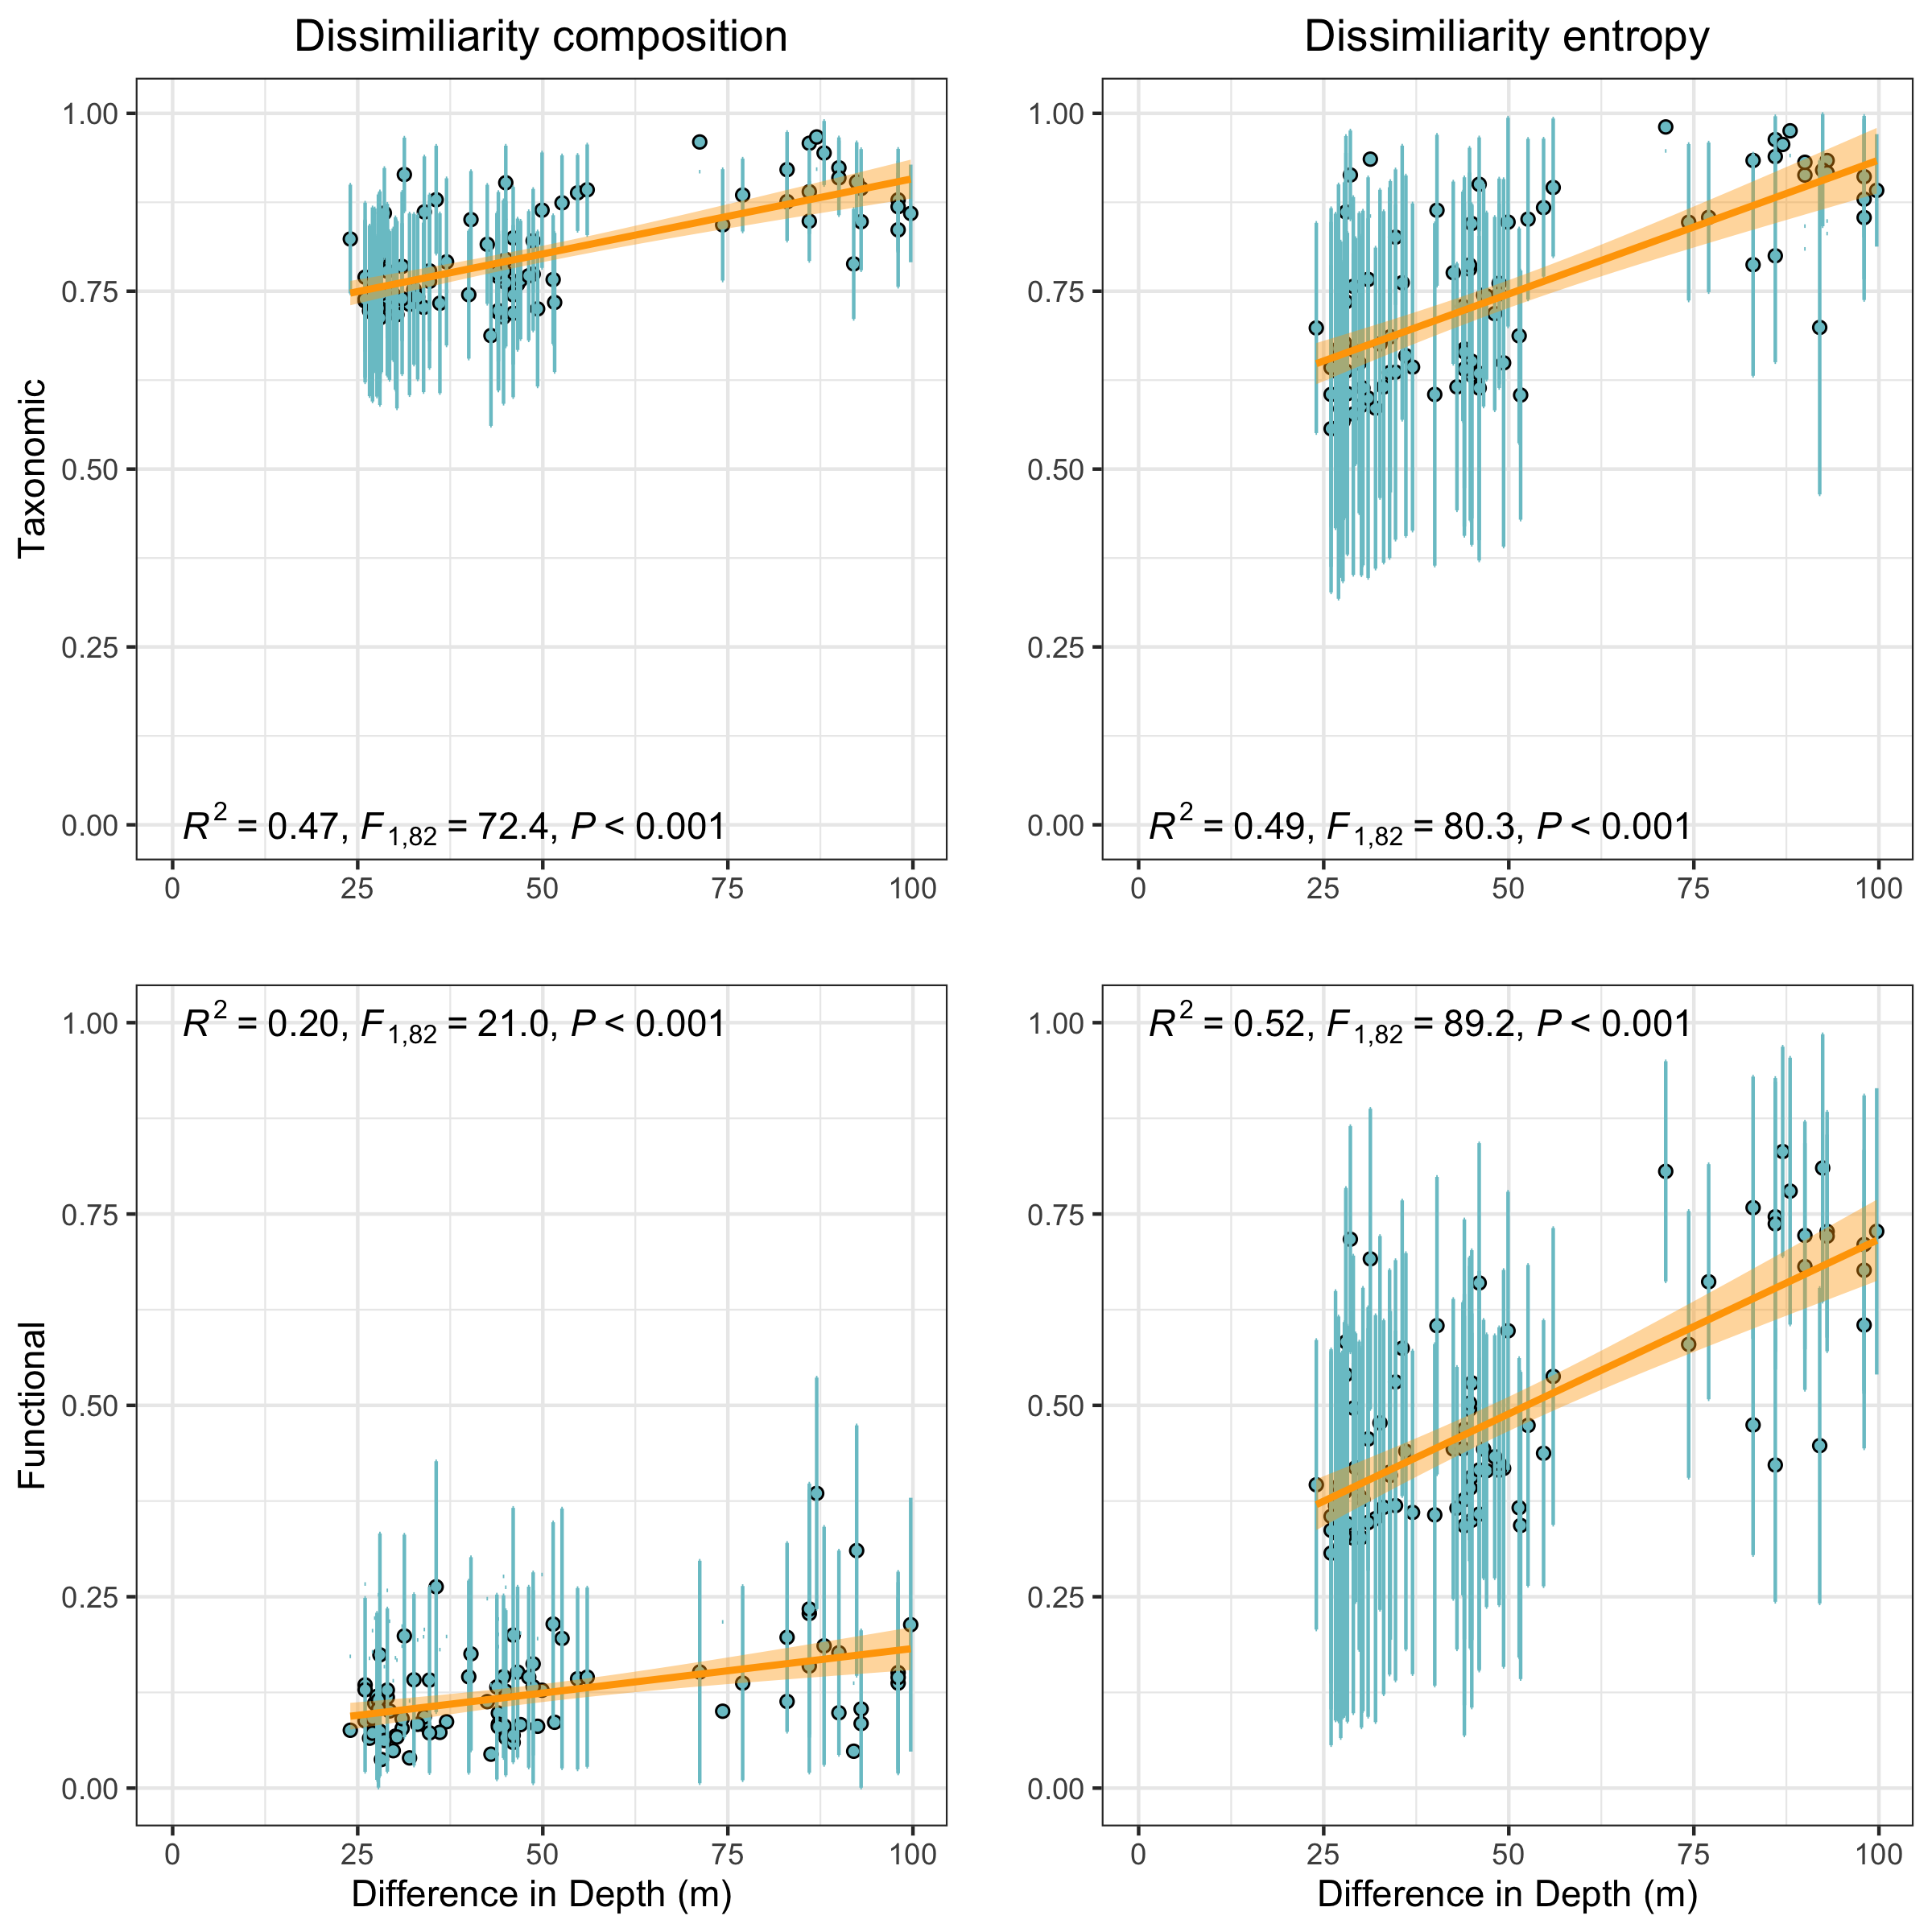 Dissimiliarity composition
Dissimiliarity entropy
Taxonomic
1.00
0.75
0.50
0.25
0.00
R² = 0.47, F1,82 = 72.4, P < 0.001
0 25 50 75 100
1.00
0.75
0.50
0.25
0.00
R² = 0.49, F1,82 = 80.3, P < 0.001
0 25 50 75 100
Functional
R² = 0.20, F1,82 = 21.0, P < 0.001
1.00
0.75
0.50
0.25
0.00
0 25 50 75 100
Difference in Depth (m)
R² = 0.52, F1,82 = 89.2, P < 0.001
1.00
0.75
0.50
0.25
0.00
0 25 50 75 100
Difference in Depth (m)